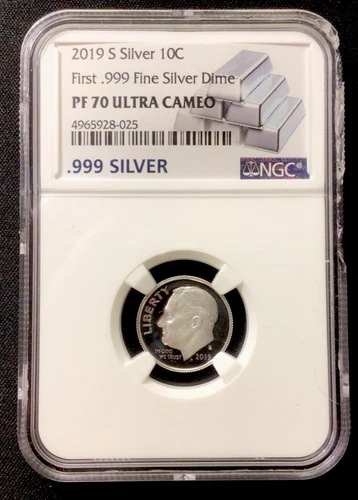 2019 S Silver 10C
First .999 Fine Silver Dime
PF 70 ULTRA CAMEO
4965928-025
.999 SILVER
NGC
LIBERTY
IN GOD
WE TRUST
S
2019